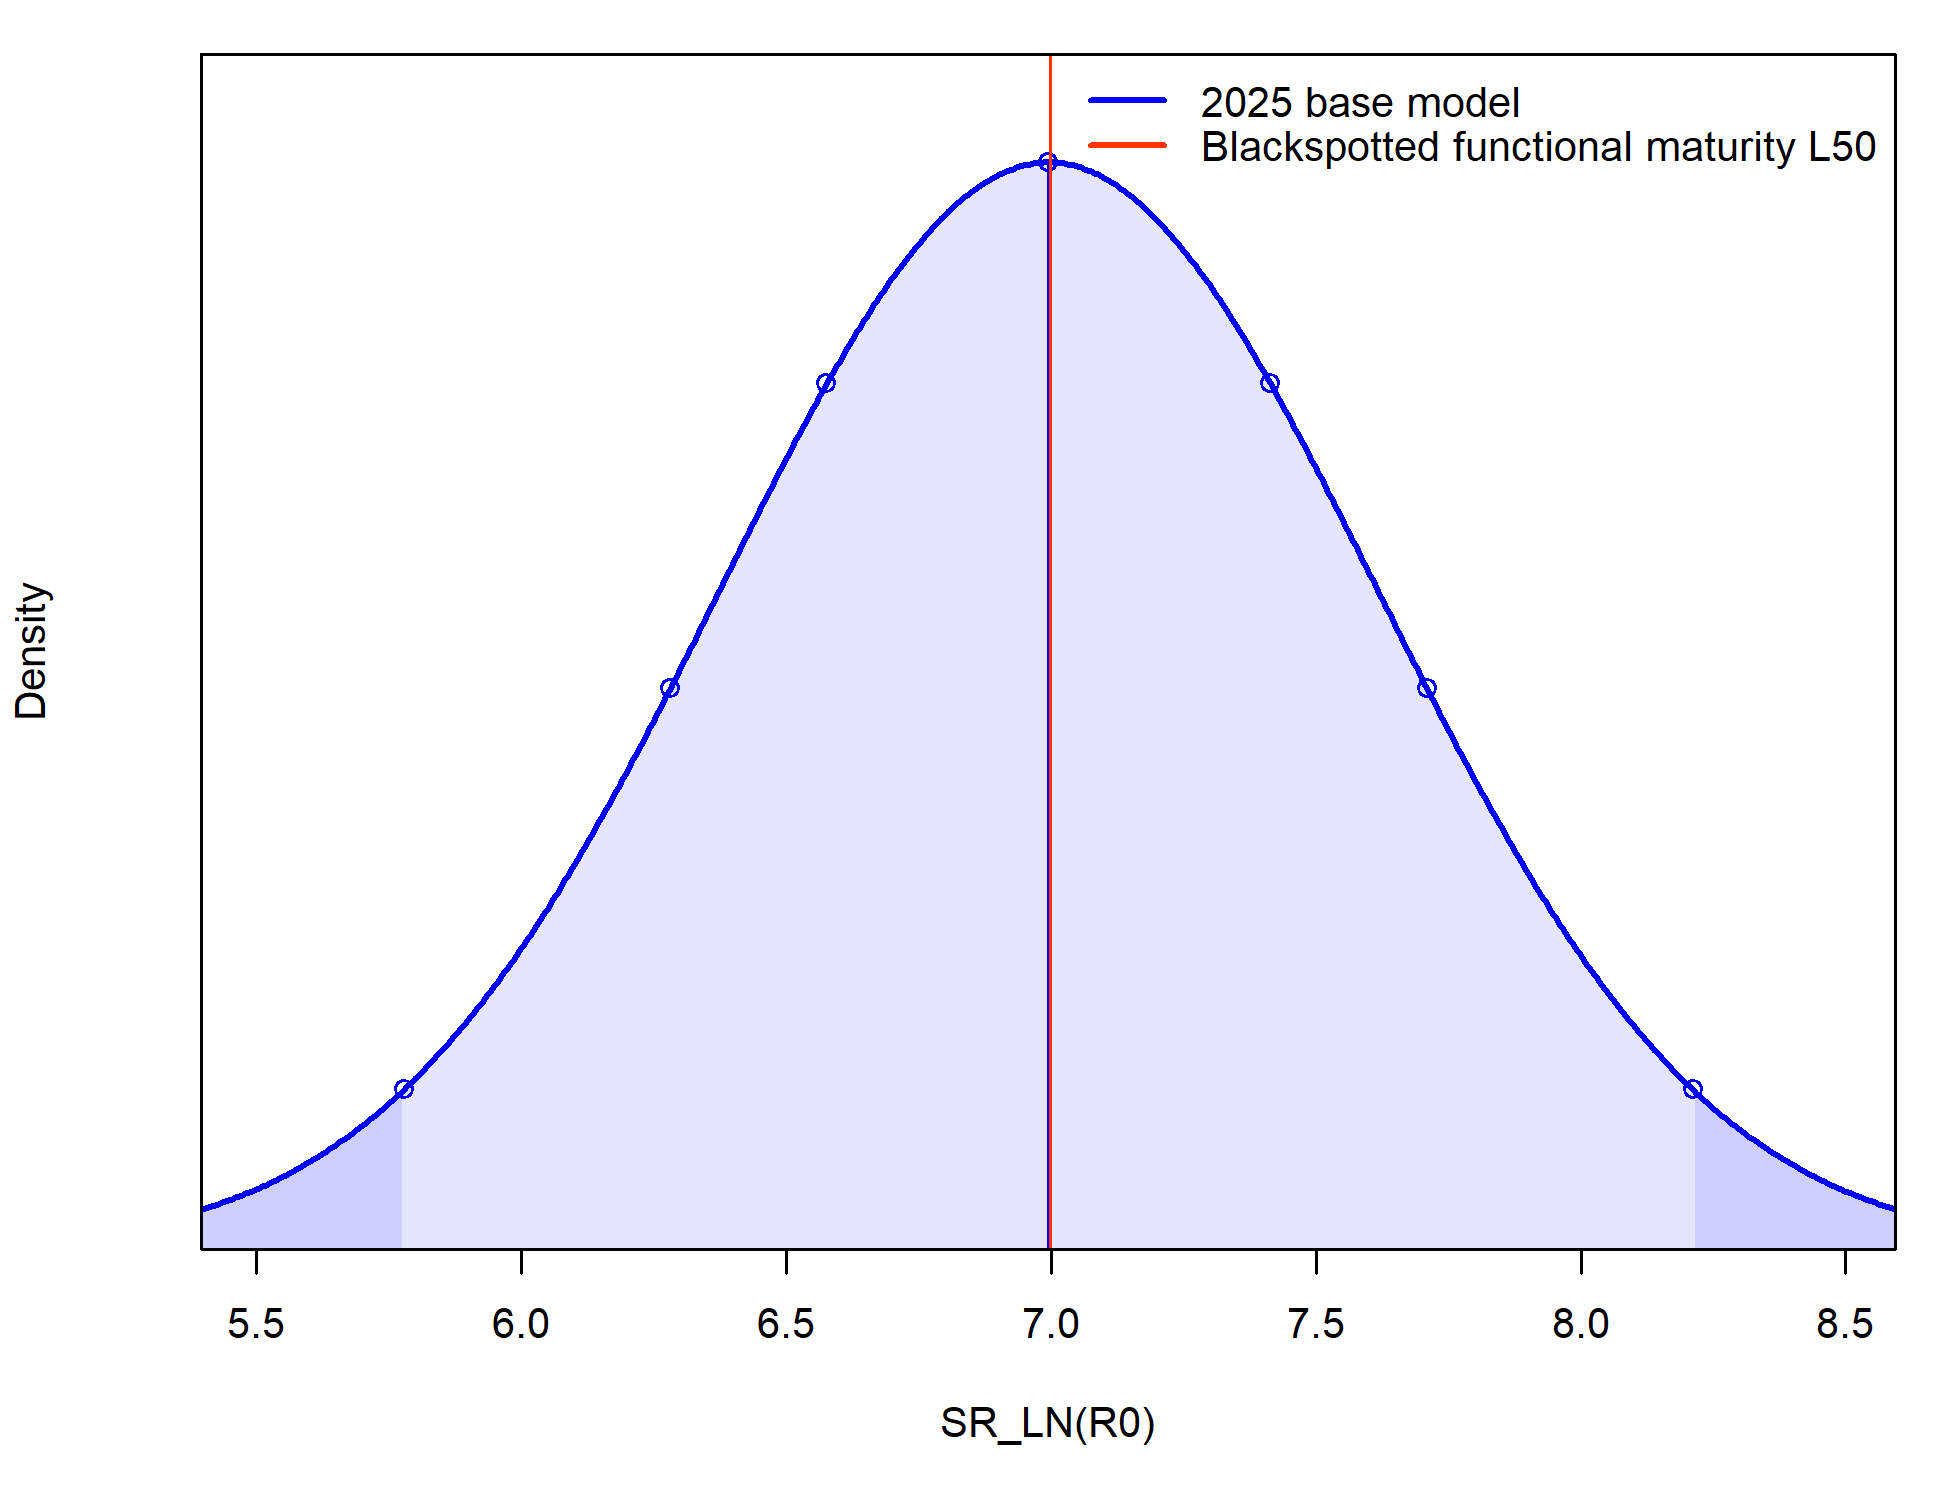 2025 base model
Blackspotted functional maturity L50
Density
5.5 6.0 6.5 7.0 7.5 8.0 8.5
SR_LN(R0)